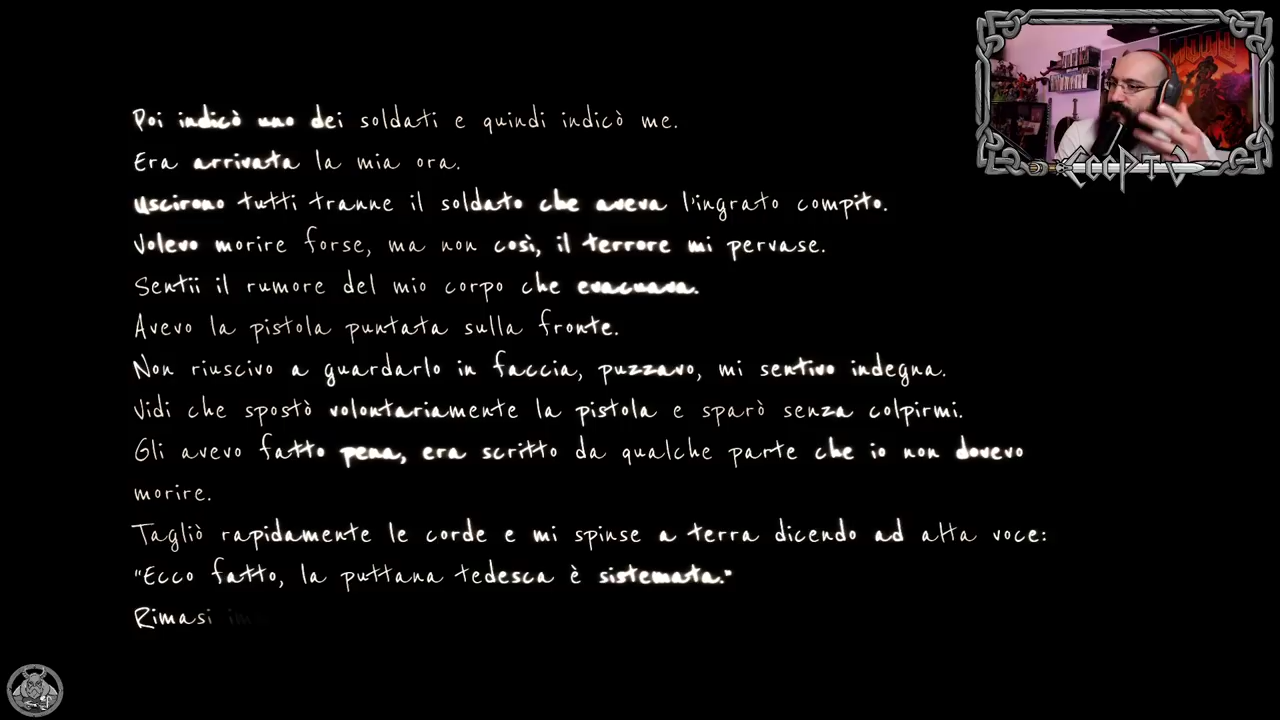 Poi indicò uno dei soldati e quindi indicò me.
Era arrivata la mia ora.
Uscirono tutti tranne il soldato che aveva l'ingrato compito.
Volevo morire forse, ma non così, il terrore mi pervase.
Sentii il rumore del mio corpo che evacuava.
Avevo la pistola puntata sulla fronte.
Non riuscivo a guardarlo in faccia, puzzavo, mi sentivo indegna.
Vidi che spostò volontariamente la pistola e sparò senza colpirmi.
Gli avevo fatto pena, era scritto da qualche parte che io non dovevo
morire.
Tagliò rapidamente le corde e mi spinse a terra dicendo ad alta voce:
"Ecco fatto, la puttana tedesca è sistemata."
Rimasi